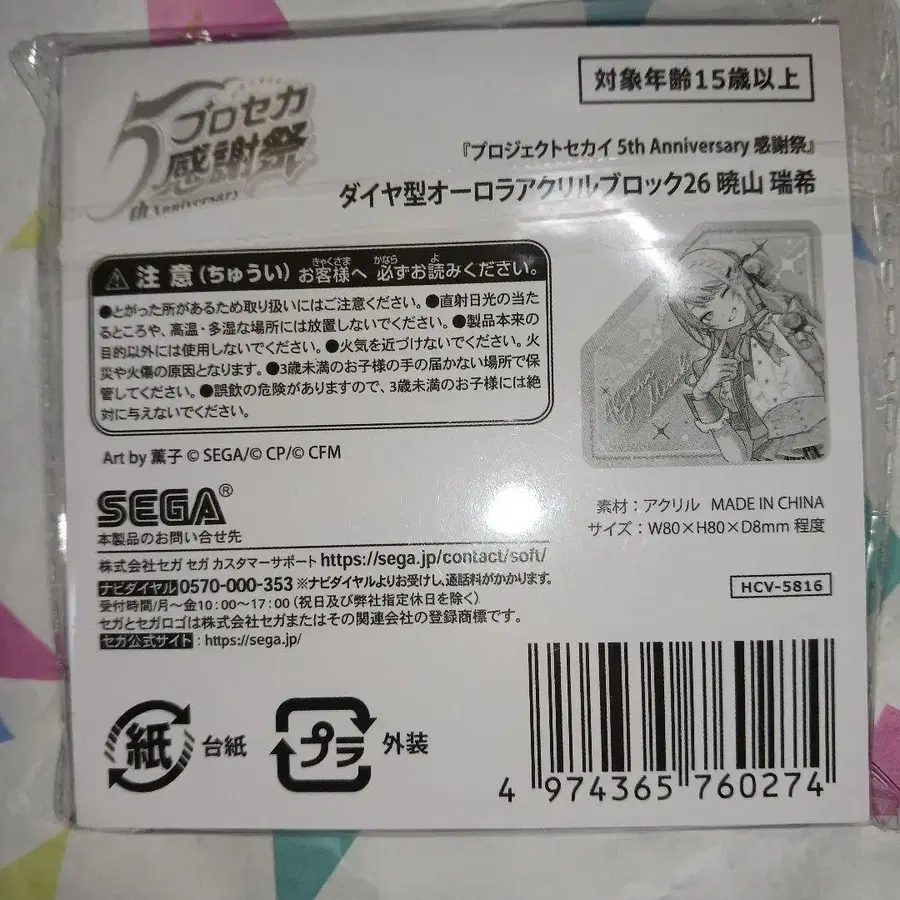 対象年齢15歳以上
5
プロセカ
感謝祭
th Anniversary
『プロジェクトセカイ 5th Anniversary 感謝祭』
ダイヤ型オーロラアクリルブロック26 暁山 瑞希
注意(ちゅうい) お客様へ 必ずお読みください。
きゃくさま かなら よ
●とがった所があるため取り扱いにはご注意ください。●直射日光の当た
るところや、高温・多湿な場所には放置しないでください。●製品本来の
目的以外には使用しないでください。●火気を近づけないでください。火
災や火傷の原因となります。●3歳未満のお子様の手の届かない場所で保
管してください。●誤飲の危険がありますので、3歳未満のお子様には絶
対に与えないでください。
Art by 薫子 © SEGA/© CP/© CFM
SEGA®
本製品のお問い合せ先
株式会社セガ セガ カスタマーサポート https://sega.jp/contact/soft/
ナビダイヤル 0570-000-353 ※ナビダイヤルよりお受けし、通話料がかかります。
受付時間/月～金10:00～17:00 (祝日及び弊社指定休日を除く)
セガとセガロゴは株式会社セガまたはその関連会社の登録商標です。
セガ公式サイト : https://sega.jp/
素材：アクリル MADE IN CHINA
サイズ：W80×H80×D8mm 程度
HCV-5816
紙 台紙
プラ 外装
4 974365 760274